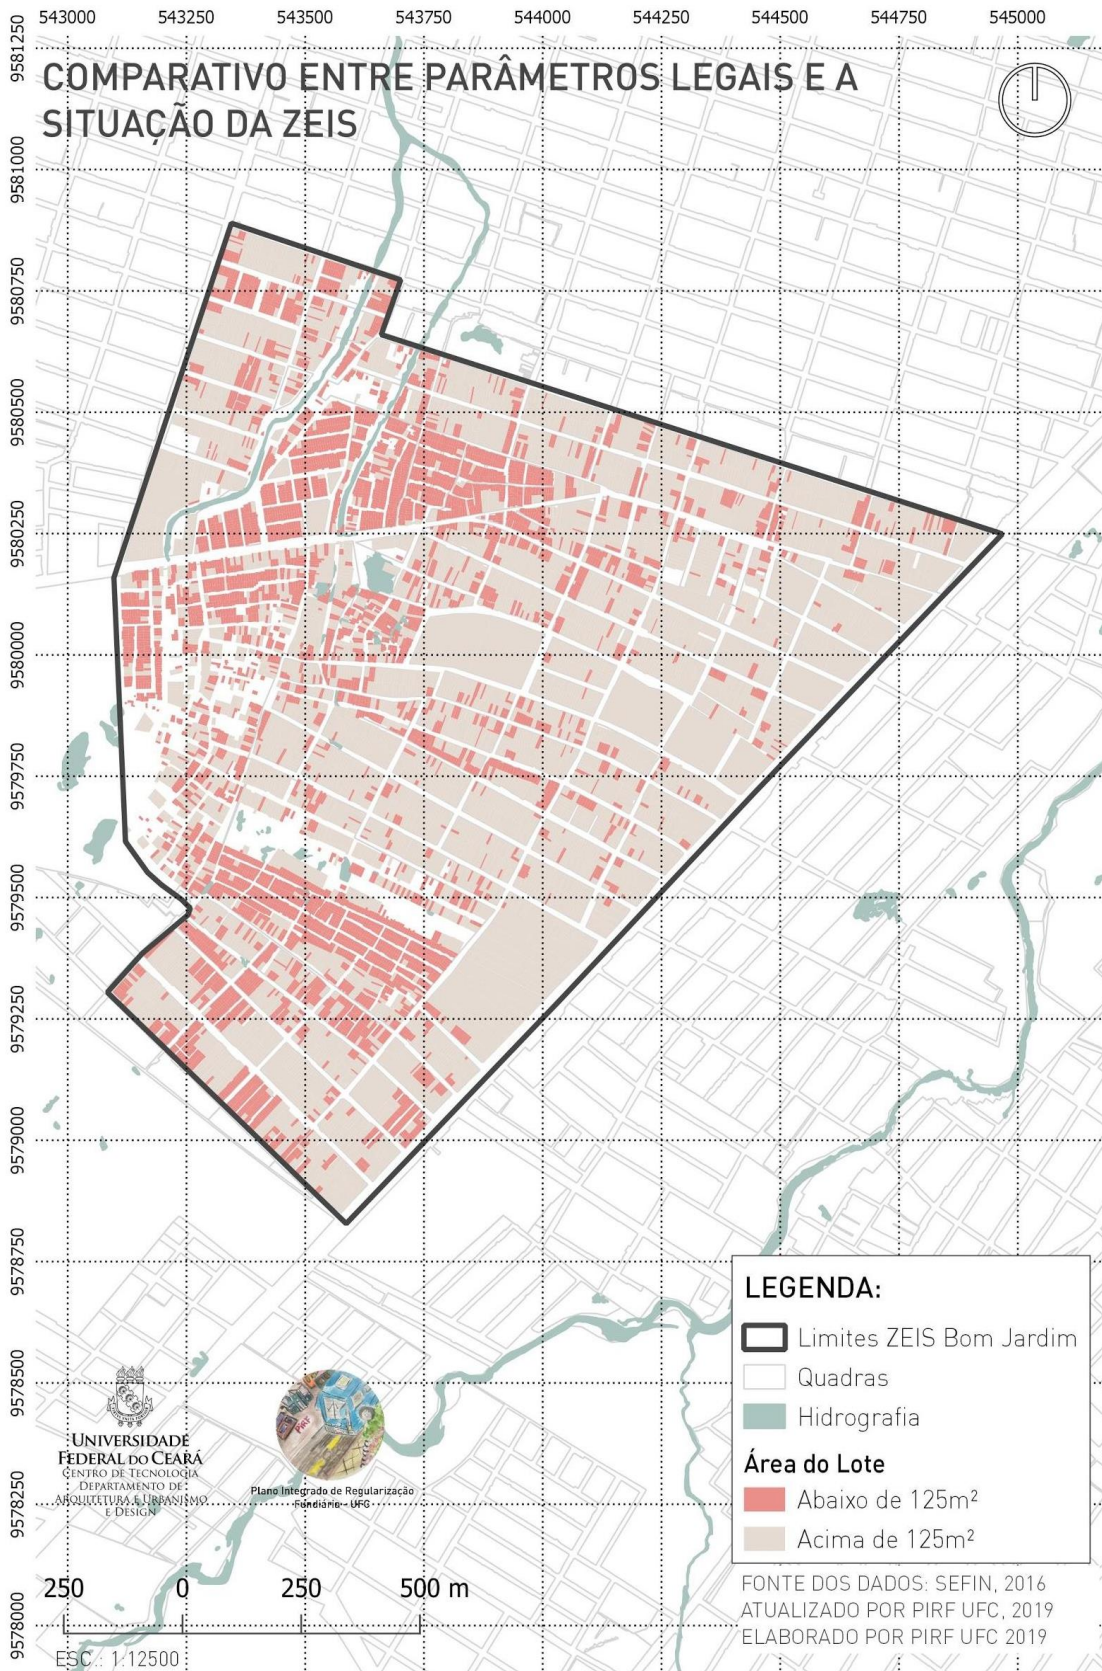 543000 543250 543500 543750 544000 544250 544500 544750 545000
9581250
COMPARATIVO ENTRE PARÂMETROS LEGAIS E A
SITUAÇÃO DA ZEIS
9581000
9580750
9580500
9580250
9580000
9579750
9579500
9579250
9579000
9578750
9578500
9578250
9578000
LEGENDA:
Limites ZEIS Bom Jardim
Quadras
Hidrografia
Área do Lote
Abaixo de 125m²
Acima de 125m²
UNIVERSIDADE
FEDERAL DO CEARÁ
CENTRO DE TECNOLOGIA
DEPARTAMENTO DE
ARQUITETURA E URBANISMO
E DESIGN
PIRF
Plano Integrado de Regularização
Fundiária - UFC
250 0 250 500 m
ESC.: 1:12500
FONTE DOS DADOS: SEFIN, 2016
ATUALIZADO POR PIRF UFC, 2019
ELABORADO POR PIRF UFC 2019